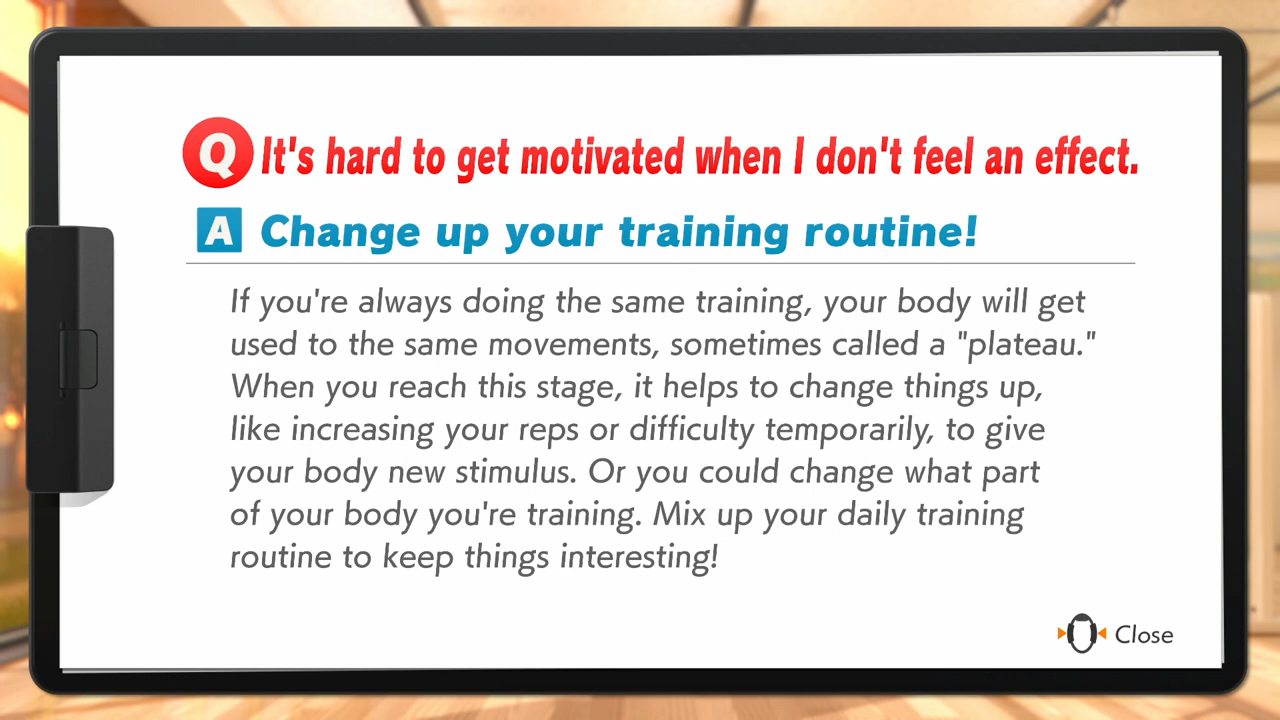 Q It's hard to get motivated when I don't feel an effect.
A Change up your training routine!
If you're always doing the same training, your body will get
used to the same movements, sometimes called a "plateau."
When you reach this stage, it helps to change things up,
like increasing your reps or difficulty temporarily, to give
your body new stimulus. Or you could change what part
of your body you're training. Mix up your daily training
routine to keep things interesting!
Close